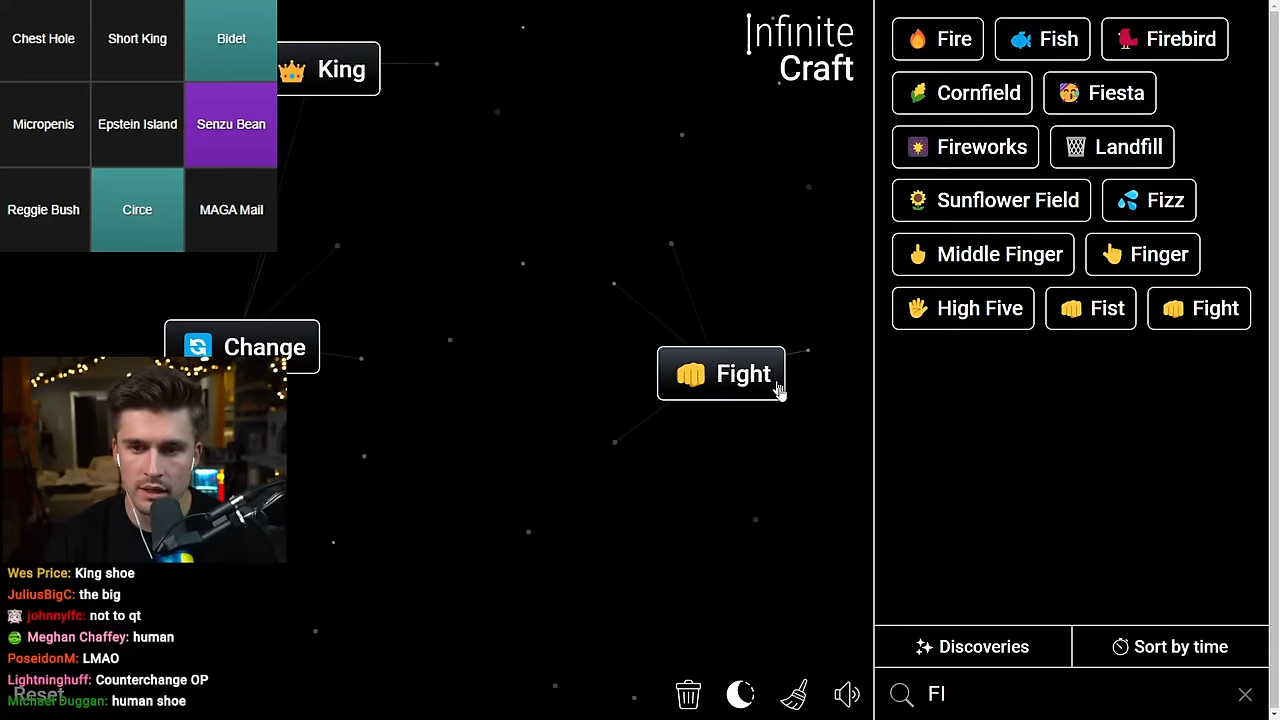 Chest Hole
Short King
Bidet
Micropenis
Epstein Island
Senzu Bean
Reggie Bush
Circe
MAGA Mail
King
Change
Fight
Infinite
Craft
Fire
Fish
Firebird
Cornfield
Fiesta
Fireworks
Landfill
Sunflower Field
Fizz
Middle Finger
Finger
High Five
Fist
Fight
Discoveries
Sort by time
FI
Wes Price: King shoe
JuliusBigC: the big
johnnylfc: not to qt
Meghan Chaffey: human
PoseidonM: LMAO
Lightninghuff: Counterchange OP
Reset
Michael Duggan: human shoe